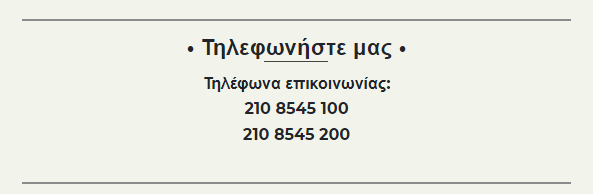 • Τηλεφωνήστε μας •
Τηλέφωνα επικοινωνίας:
210 8545 100
210 8545 200